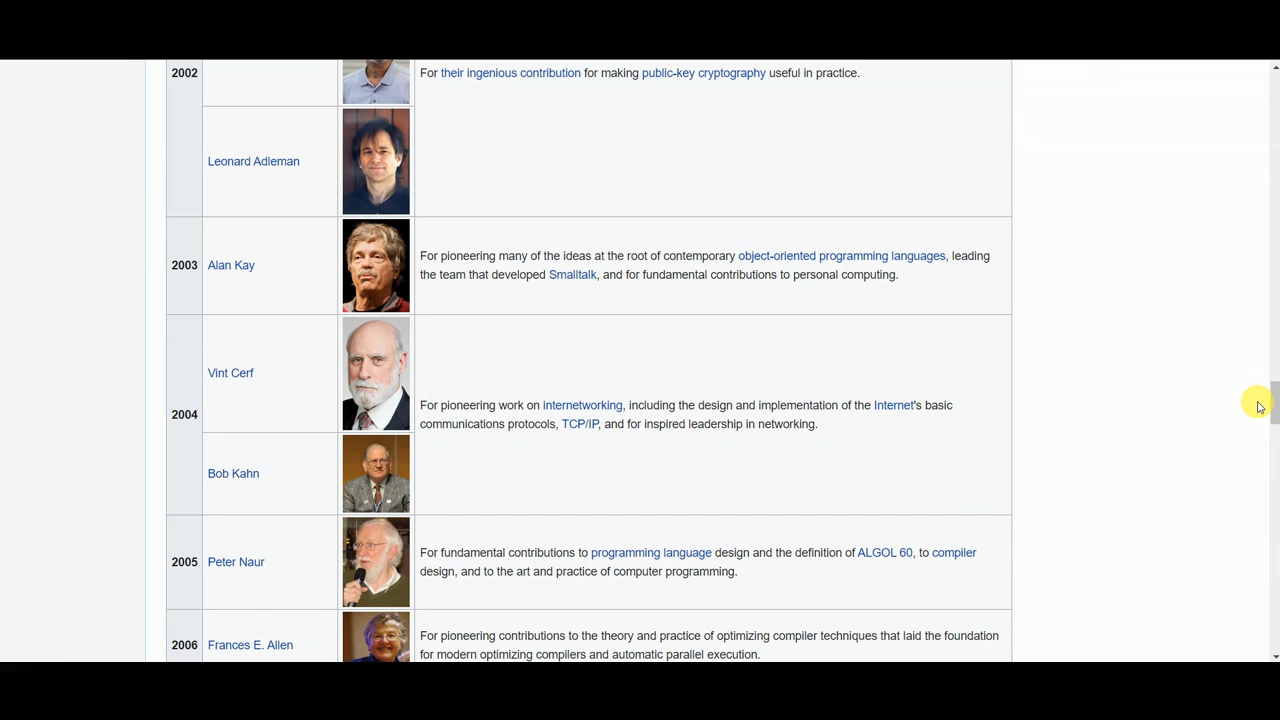 2002
For their ingenious contribution for making public-key cryptography useful in practice.
Leonard Adleman
2003
Alan Kay
For pioneering many of the ideas at the root of contemporary object-oriented programming languages, leading
the team that developed Smalltalk, and for fundamental contributions to personal computing.
2004
Vint Cerf
For pioneering work on internetworking, including the design and implementation of the Internet's basic
communications protocols, TCP/IP, and for inspired leadership in networking.
Bob Kahn
2005
Peter Naur
For fundamental contributions to programming language design and the definition of ALGOL 60, to compiler
design, and to the art and practice of computer programming.
2006
Frances E. Allen
For pioneering contributions to the theory and practice of optimizing compiler techniques that laid the foundation
for modern optimizing compilers and automatic parallel execution.